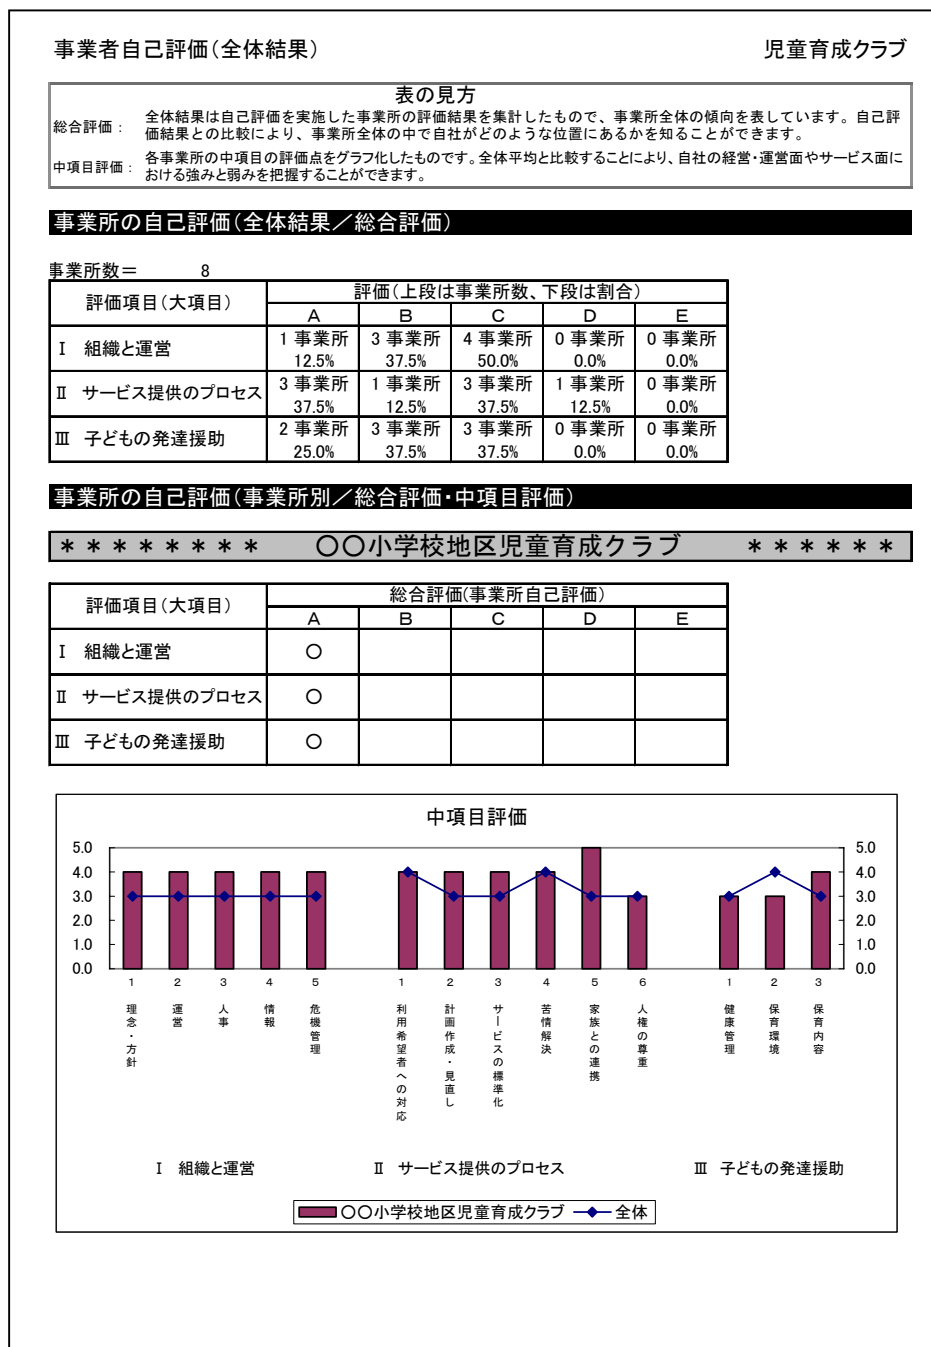 事業者自己評価(全体結果) 児童育成クラブ
表の見方
総合評価: 全体結果は自己評価を実施した事業所の評価結果を集計したもので、事業所全体の傾向を表しています。自己評
価結果との比較により、事業所全体の中で自社がどのような位置にあるかを知ることができます。
中項目評価: 各事業所の中項目の評価点をグラフ化したものです。全体平均と比較することにより、自社の経営・運営面やサービス面に
おける強みと弱みを把握することができます。
事業所の自己評価(全体結果/総合評価)
事業所数= 8
評価項目(大項目) 評価(上段は事業所数、下段は割合)
A B C D E
Ⅰ 組織と運営 1 事業所 3 事業所 4 事業所 0 事業所 0 事業所
12.5% 37.5% 50.0% 0.0% 0.0%
Ⅱ サービス提供のプロセス 3 事業所 1 事業所 3 事業所 1 事業所 0 事業所
37.5% 12.5% 37.5% 12.5% 0.0%
Ⅲ 子どもの発達援助 2 事業所 3 事業所 3 事業所 0 事業所 0 事業所
25.0% 37.5% 37.5% 0.0% 0.0%
事業所の自己評価(事業所別/総合評価・中項目評価)
* * * * * * * * 〇〇小学校地区児童育成クラブ * * * * * *
評価項目(大項目) 総合評価(事業所自己評価)
A B C D E
Ⅰ 組織と運営 〇
Ⅱ サービス提供のプロセス 〇
Ⅲ 子どもの発達援助 〇
中項目評価
5.0 5.0
4.0 4.0
3.0 3.0
2.0 2.0
1.0 1.0
0.0 0.0
1 2 3 4 5 1 2 3 4 5 6 1 2 3
理念・方針
運営
人事
情報
危機管理
利用希望者への対応
計画作成・見直し
サービスの標準化
苦情解決
家族との連携
人権の尊重
健康管理
保育環境
保育内容
Ⅰ 組織と運営 Ⅱ サービス提供のプロセス Ⅲ 子どもの発達援助
〇〇小学校地区児童育成クラブ 全体